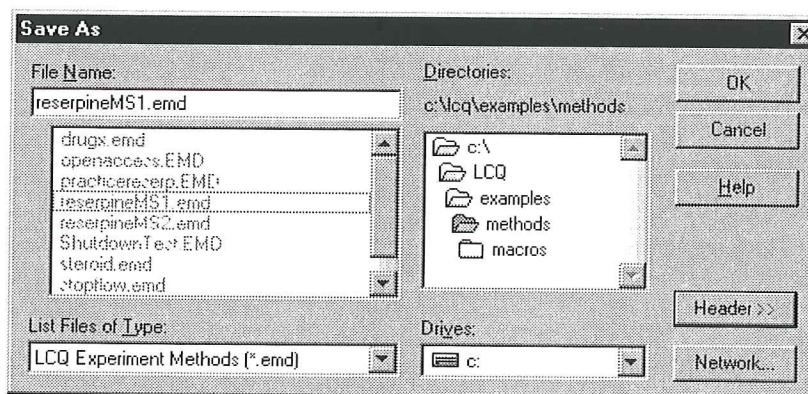 Save As
File Name:
reserpineMS1.emd
drugx.emd
openaccess.EMD
practicereserp.EMD
reserpineMS1.emd
reserpineMS2.emd
ShutdownTest.EMD
steroid.emd
stopflow.emd
List Files of Type:
LCQ Experiment Methods (*.emd)
Directories:
c:\lcq\examples\methods
c:\
LCQ
examples
methods
macros
Drives:
c:
OK
Cancel
Help
Header >>
Network...